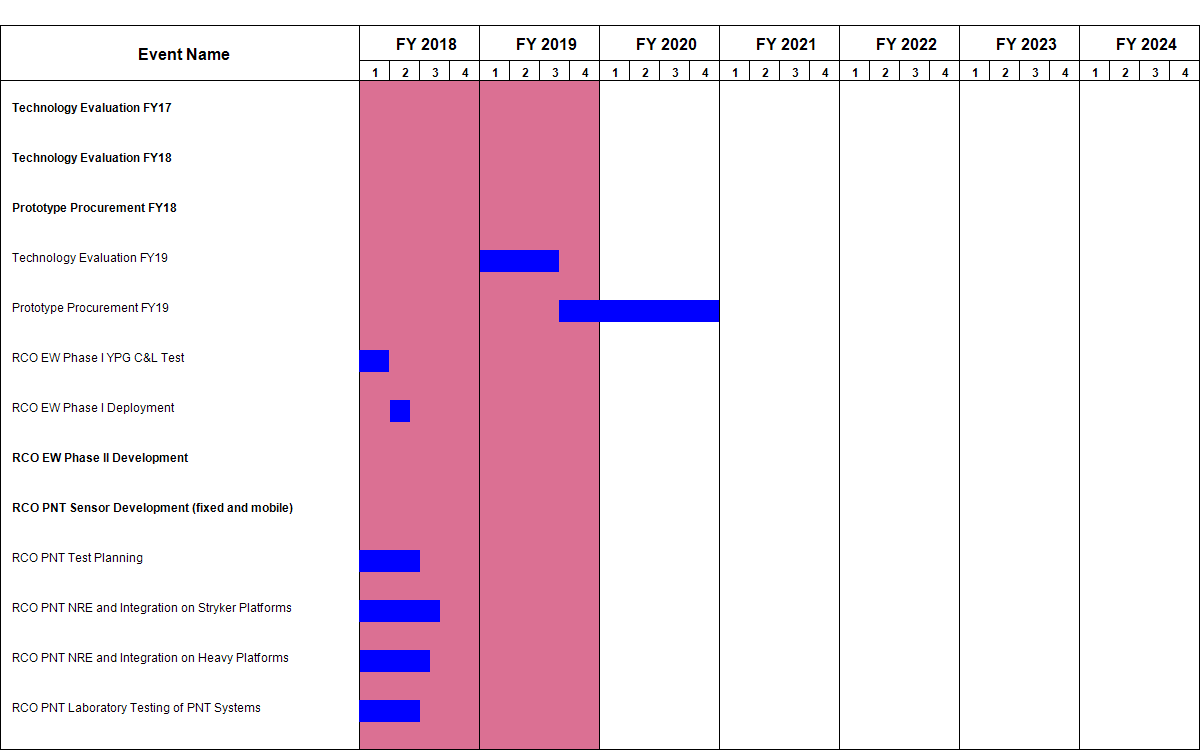 Event Name FY 2018 FY 2019 FY 2020 FY 2021 FY 2022 FY 2023 FY 2024
1 2 3 4 1 2 3 4 1 2 3 4 1 2 3 4 1 2 3 4 1 2 3 4 1 2 3 4
Technology Evaluation FY17
Technology Evaluation FY18
Prototype Procurement FY18
Technology Evaluation FY19
Prototype Procurement FY19
RCO EW Phase I YPG C&L Test
RCO EW Phase I Deployment
RCO EW Phase II Development
RCO PNT Sensor Development (fixed and mobile)
RCO PNT Test Planning
RCO PNT NRE and Integration on Stryker Platforms
RCO PNT NRE and Integration on Heavy Platforms
RCO PNT Laboratory Testing of PNT Systems